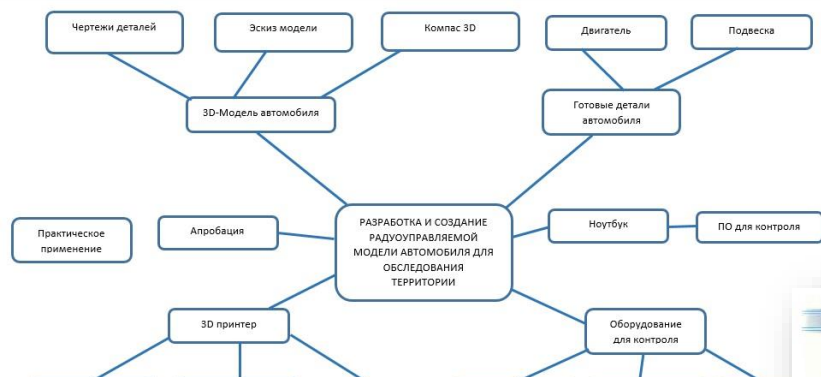 Чертежи деталей
Эскиз модели
Компас 3D
Двигатель
Подвеска
3D-Модель автомобиля
Готовые детали
автомобиля
Практическое
применение
Апробация
РАЗРАБОТКА И СОЗДАНИЕ
РАДУОУПРАВЛЯЕМОЙ
МОДЕЛИ АВТОМОБИЛЯ ДЛЯ
ОБСЛЕДОВАНИЯ
ТЕРРИТОРИИ
Ноутбук
ПО для контроля
3D принтер
Оборудование
для контроля